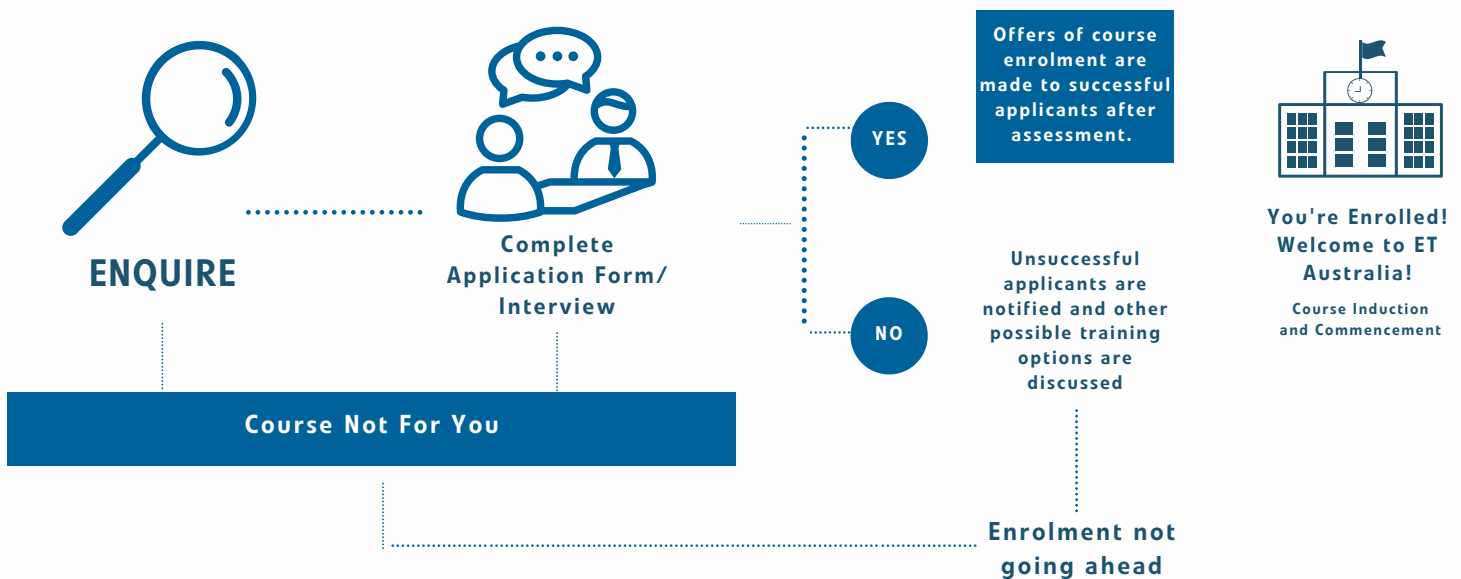 ENQUIRE
Complete
Application Form/
Interview
YES
Offers of course
enrolment are
made to successful
applicants after
assessment.
You're Enrolled!
Welcome to ET
Australia!
Course Induction
and Commencement
NO
Unsuccessful
applicants are
notified and other
possible training
options are
discussed
Course Not For You
Enrolment not
going ahead